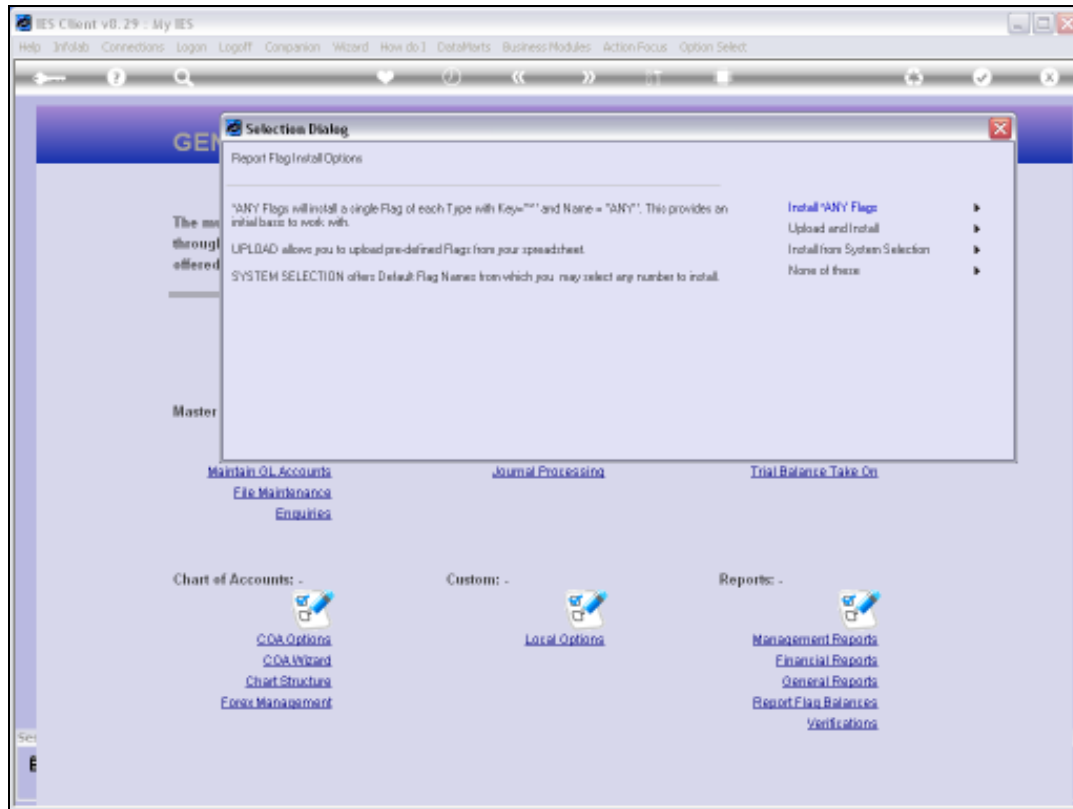 IES Client v0.29 : My IES
Help Infolab Connections Logon Logoff Companion Wizard How do I DataMarts Business Modules Action Focus Option Select
GEN
Selection Dialog
Report Flag Install Options
*ANY Flags will install a single Flag of each Type with Key="*" and Name = "ANY". This provides an
initial basis to work with.
UPLOAD allows you to upload pre-defined Flags from your spreadsheet.
SYSTEM SELECTION offers Default Flag Names from which you may select any number to install.
Install *ANY Flags
Upload and Install
Install from System Selection
None of these
The
through
offered
Master
Maintain GL Accounts
File Maintenance
Enquiries
Journal Processing
Trial Balance Take On
Chart of Accounts: -
COA Options
COA Wizard
Chart Structure
Forex Management
Custom: -
Local Options
Reports: -
Management Reports
Financial Reports
General Reports
Report Flag Balances
Verifications